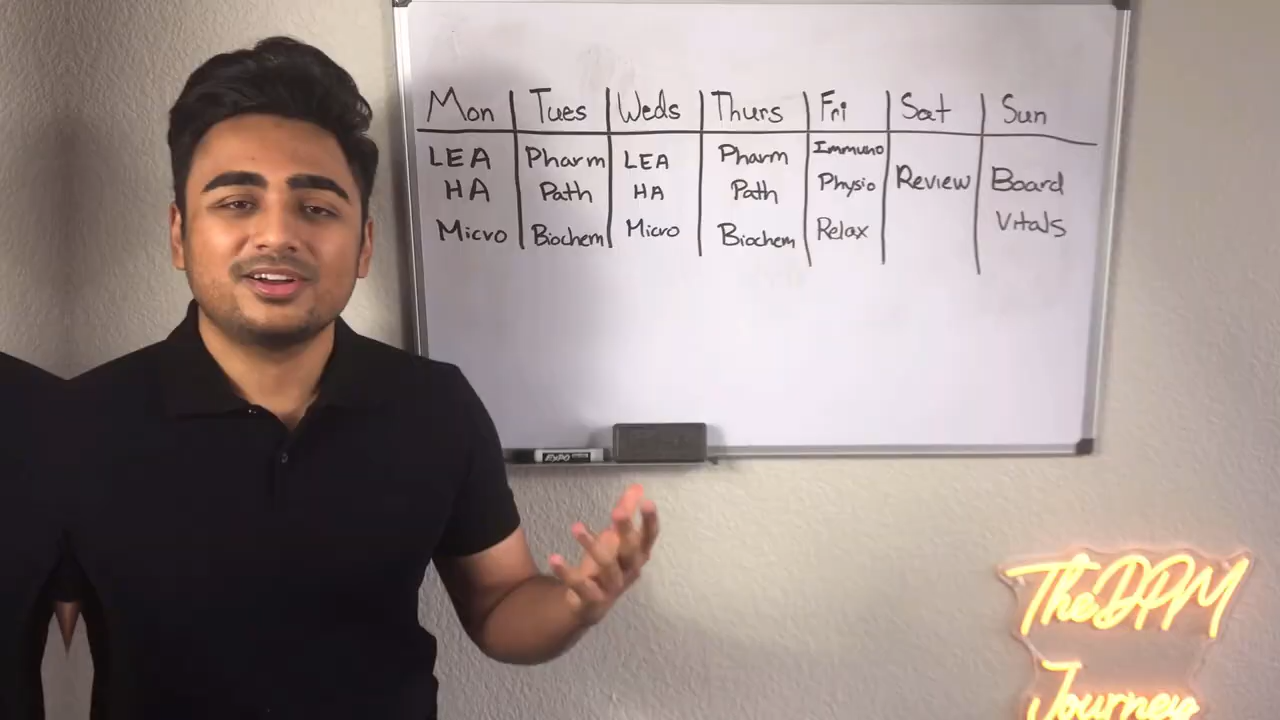 Mon Tues Weds Thurs Fri Sat Sun
LEA Pharm LEA Pharm Immuno
HA Path HA Path Physio Review Board
Micro Biochem Micro Biochem Relax Vitals
EXPO
TheDPM
Journey